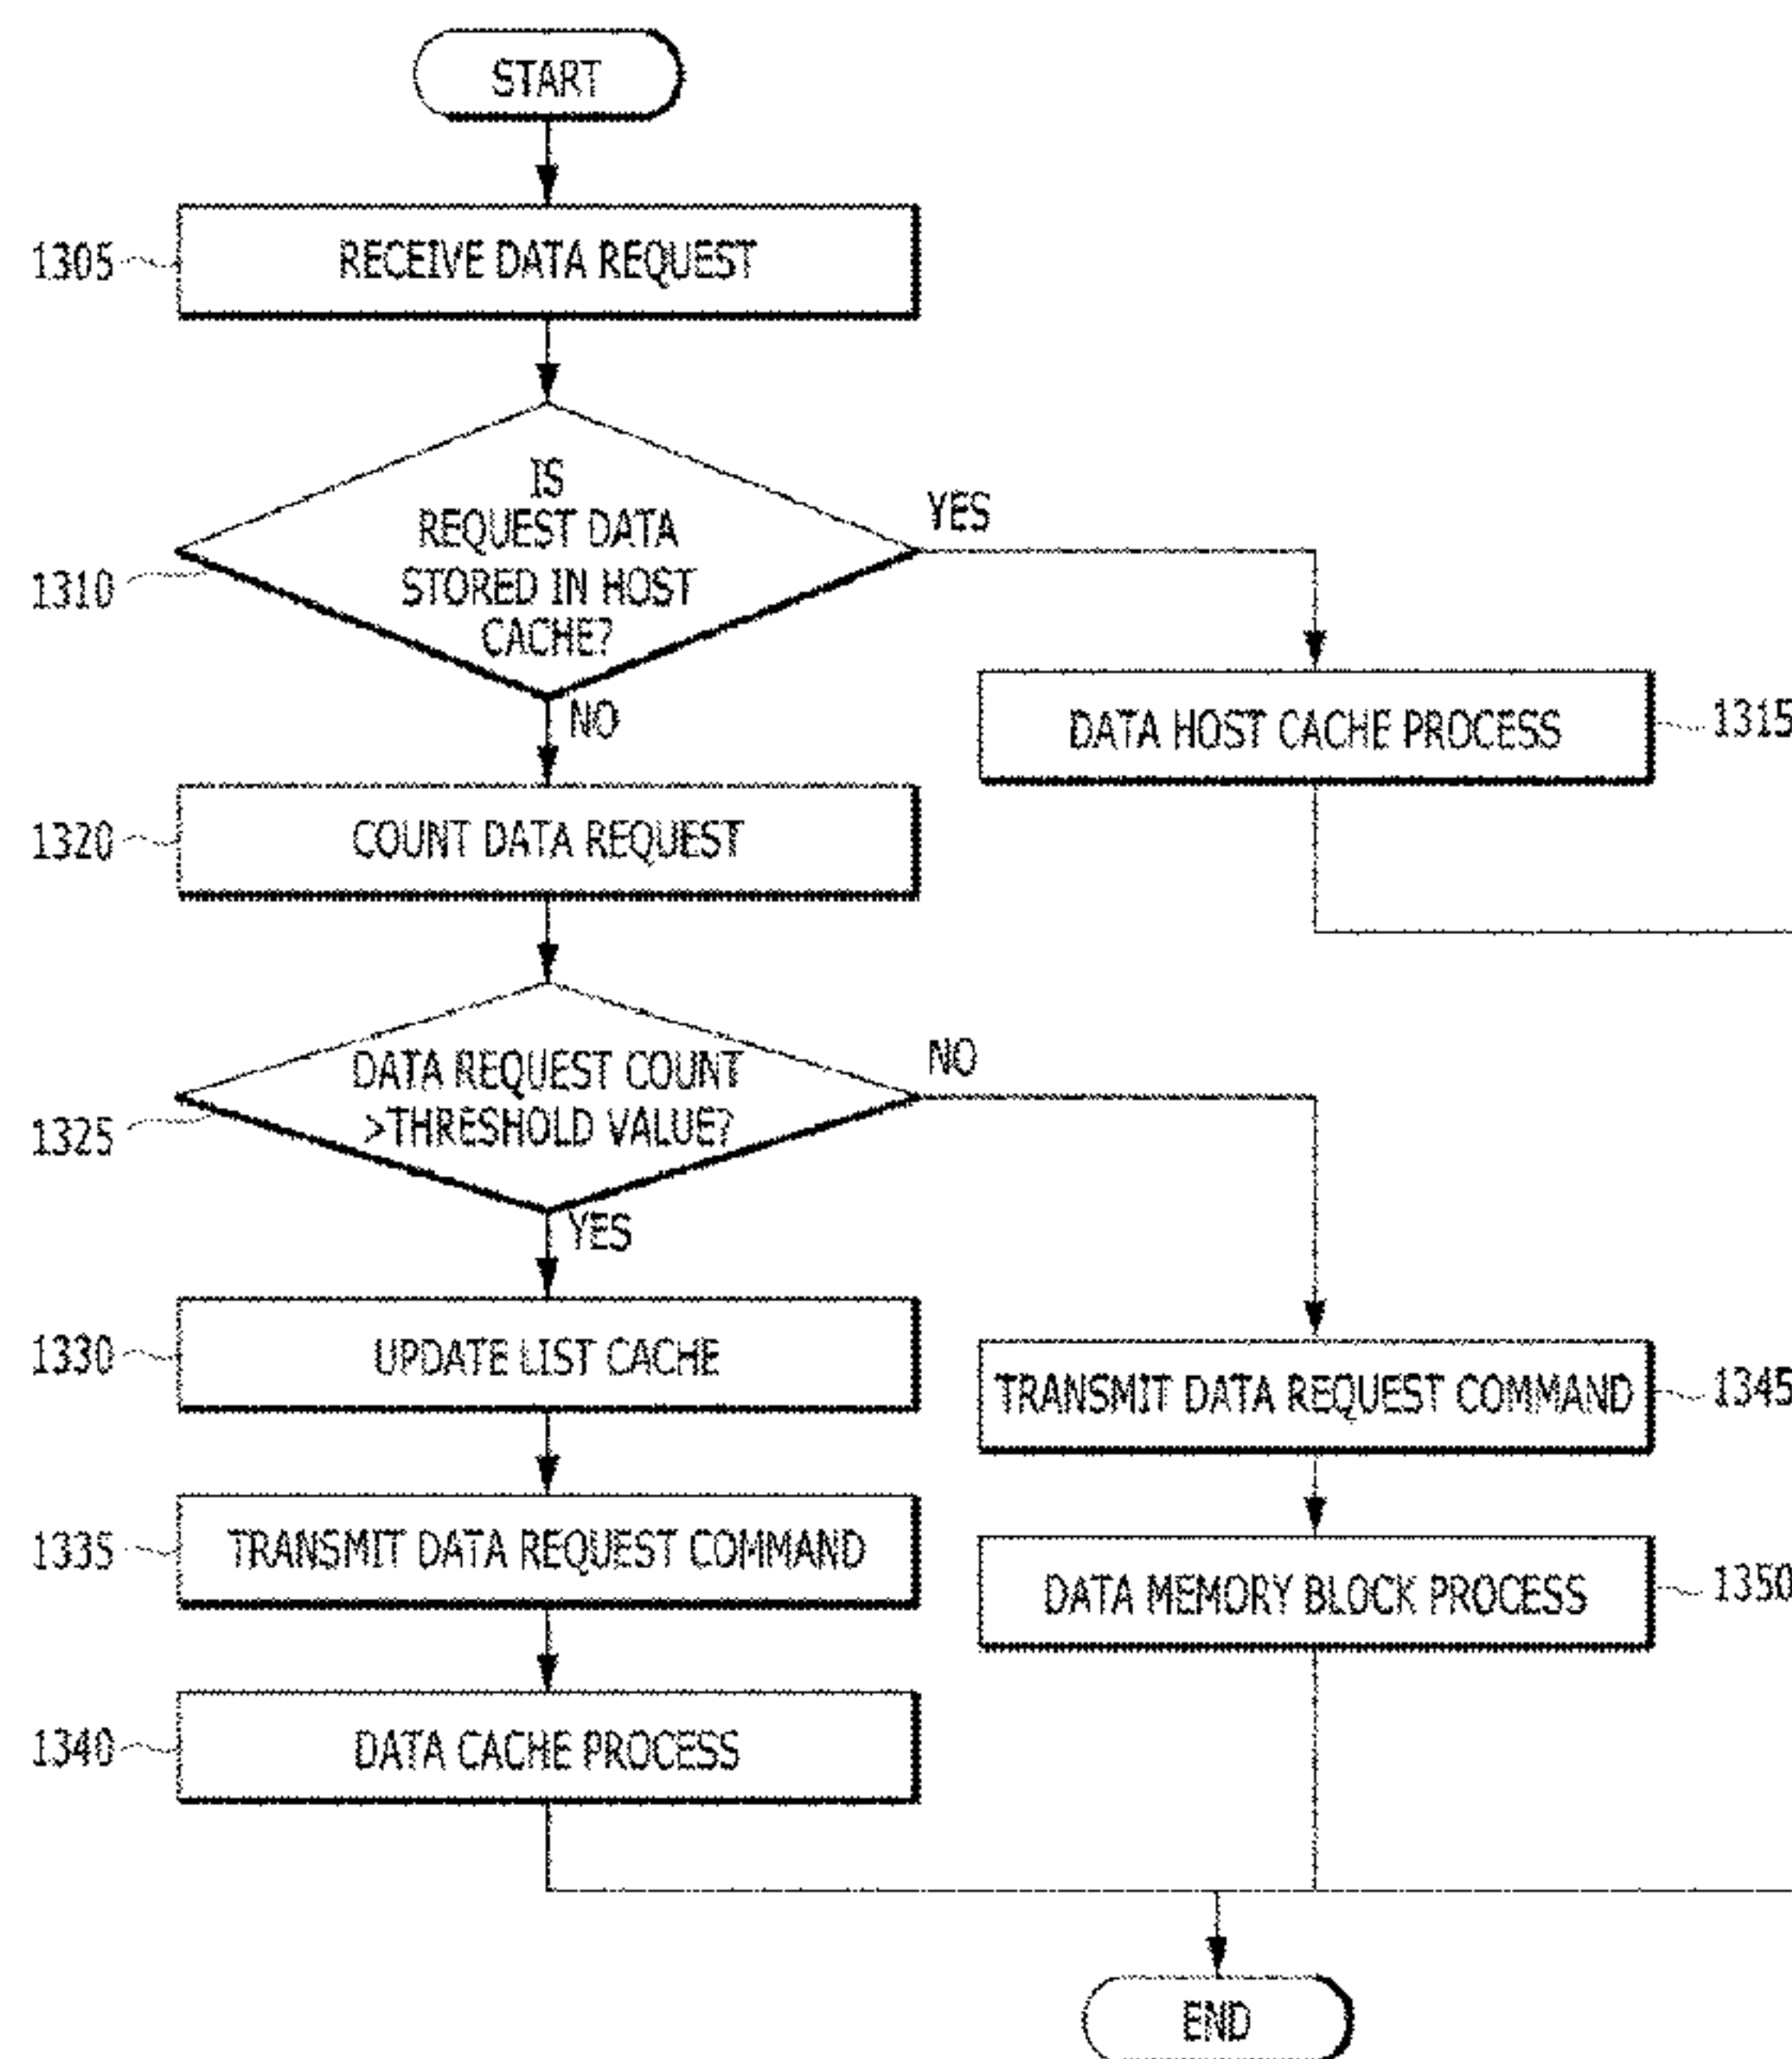 START
1305
RECEIVE DATA REQUEST
IS
REQUEST DATA
STORED IN HOST
CACHE?
1310
YES
NO
DATA HOST CACHE PROCESS
1315
1320
COUNT DATA REQUEST
DATA REQUEST COUNT
>THRESHOLD VALUE?
1325
NO
YES
1330
UPDATE LIST CACHE
TRANSMIT DATA REQUEST COMMAND
1345
1335
TRANSMIT DATA REQUEST COMMAND
DATA MEMORY BLOCK PROCESS
1350
1340
DATA CACHE PROCESS
END